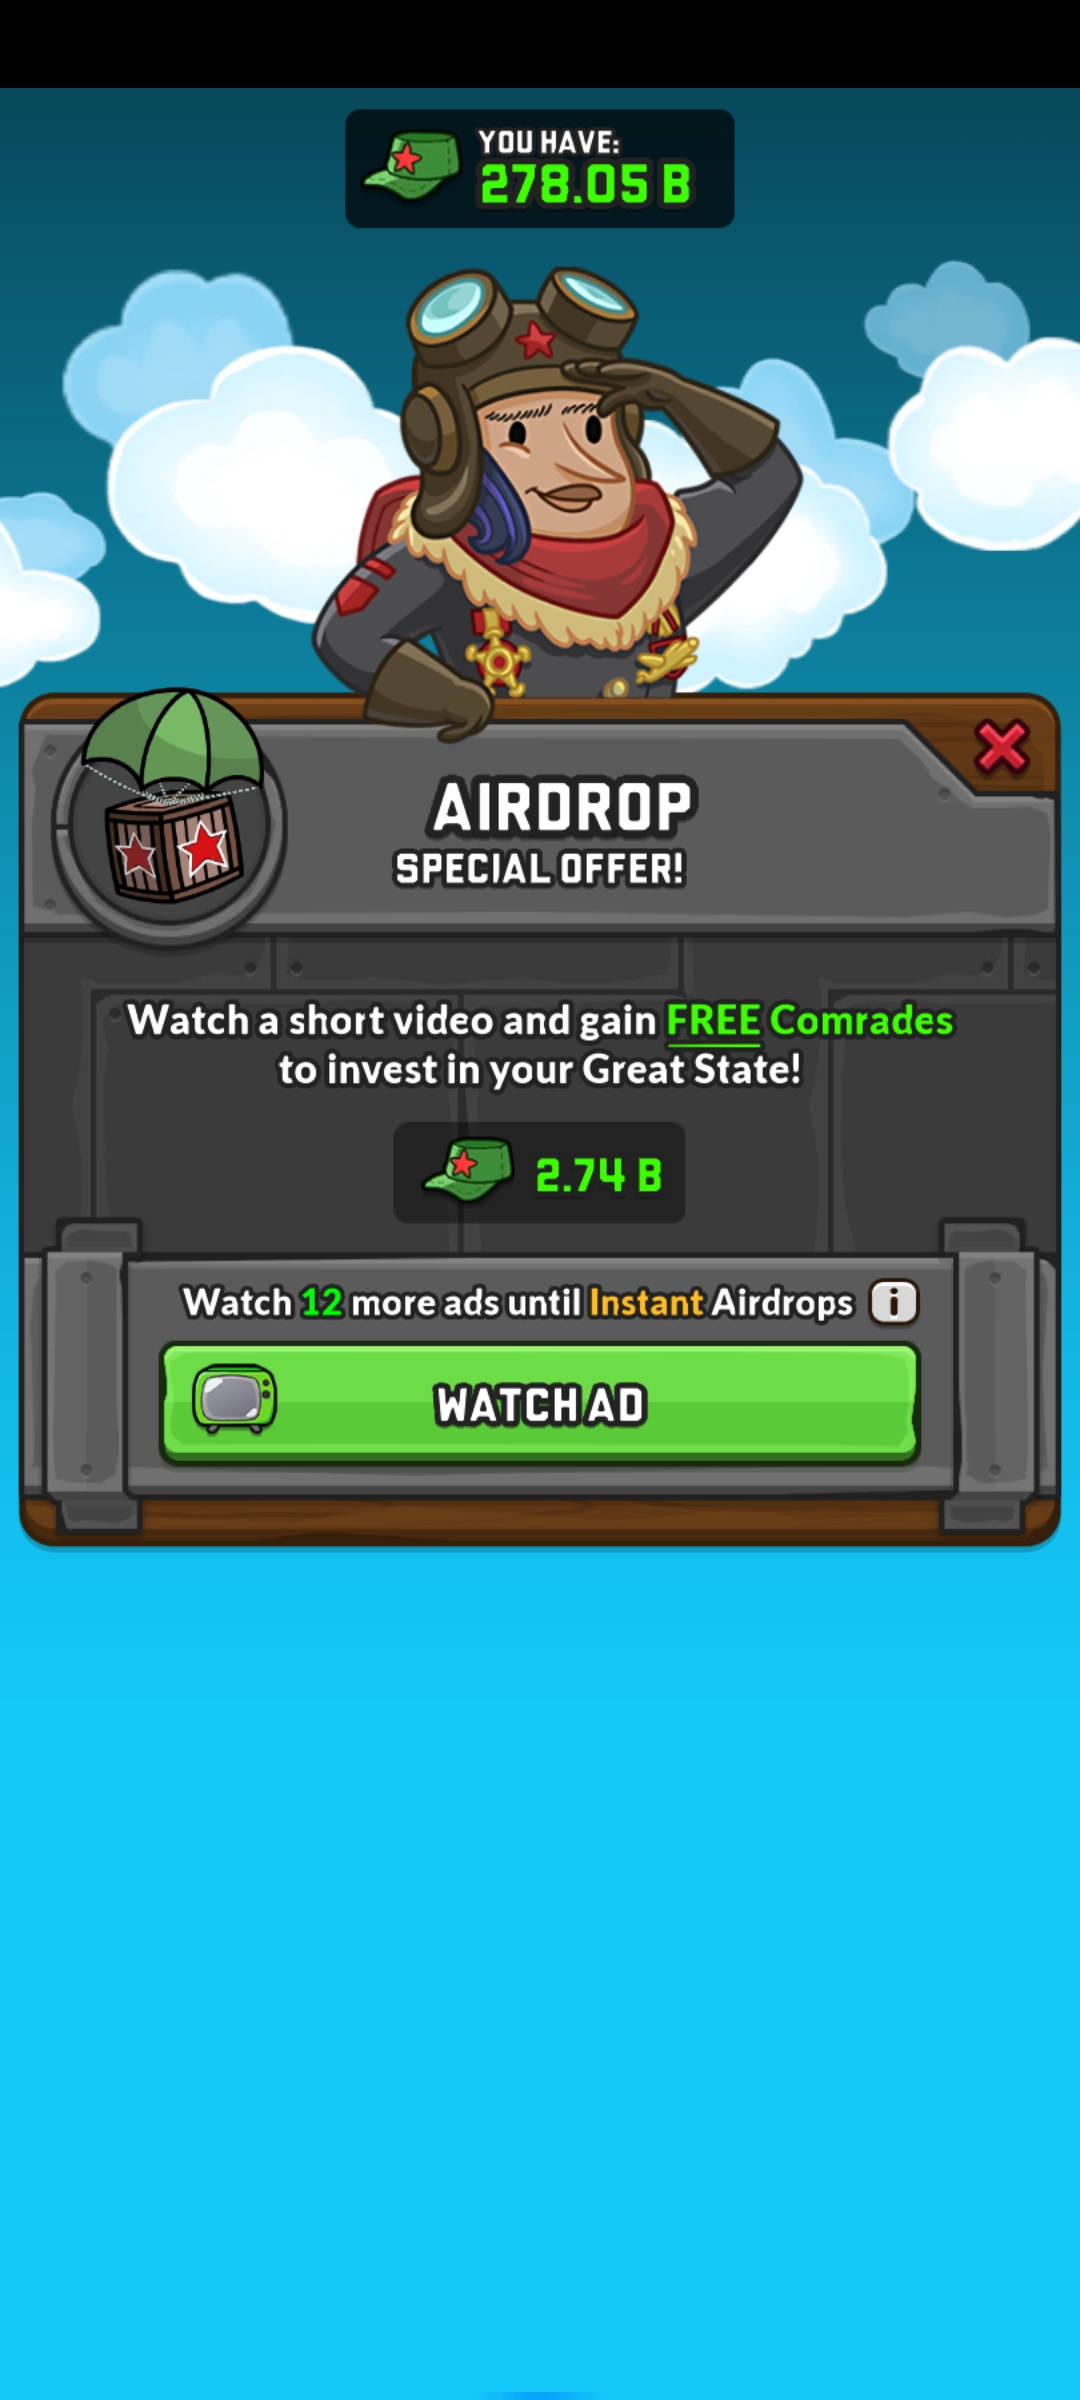 YOU HAVE:
278.05 B
AIRDROP
SPECIAL OFFER!
Watch a short video and gain FREE Comrades
to invest in your Great State!
2.74 B
Watch 12 more ads until Instant Airdrops i
WATCH AD